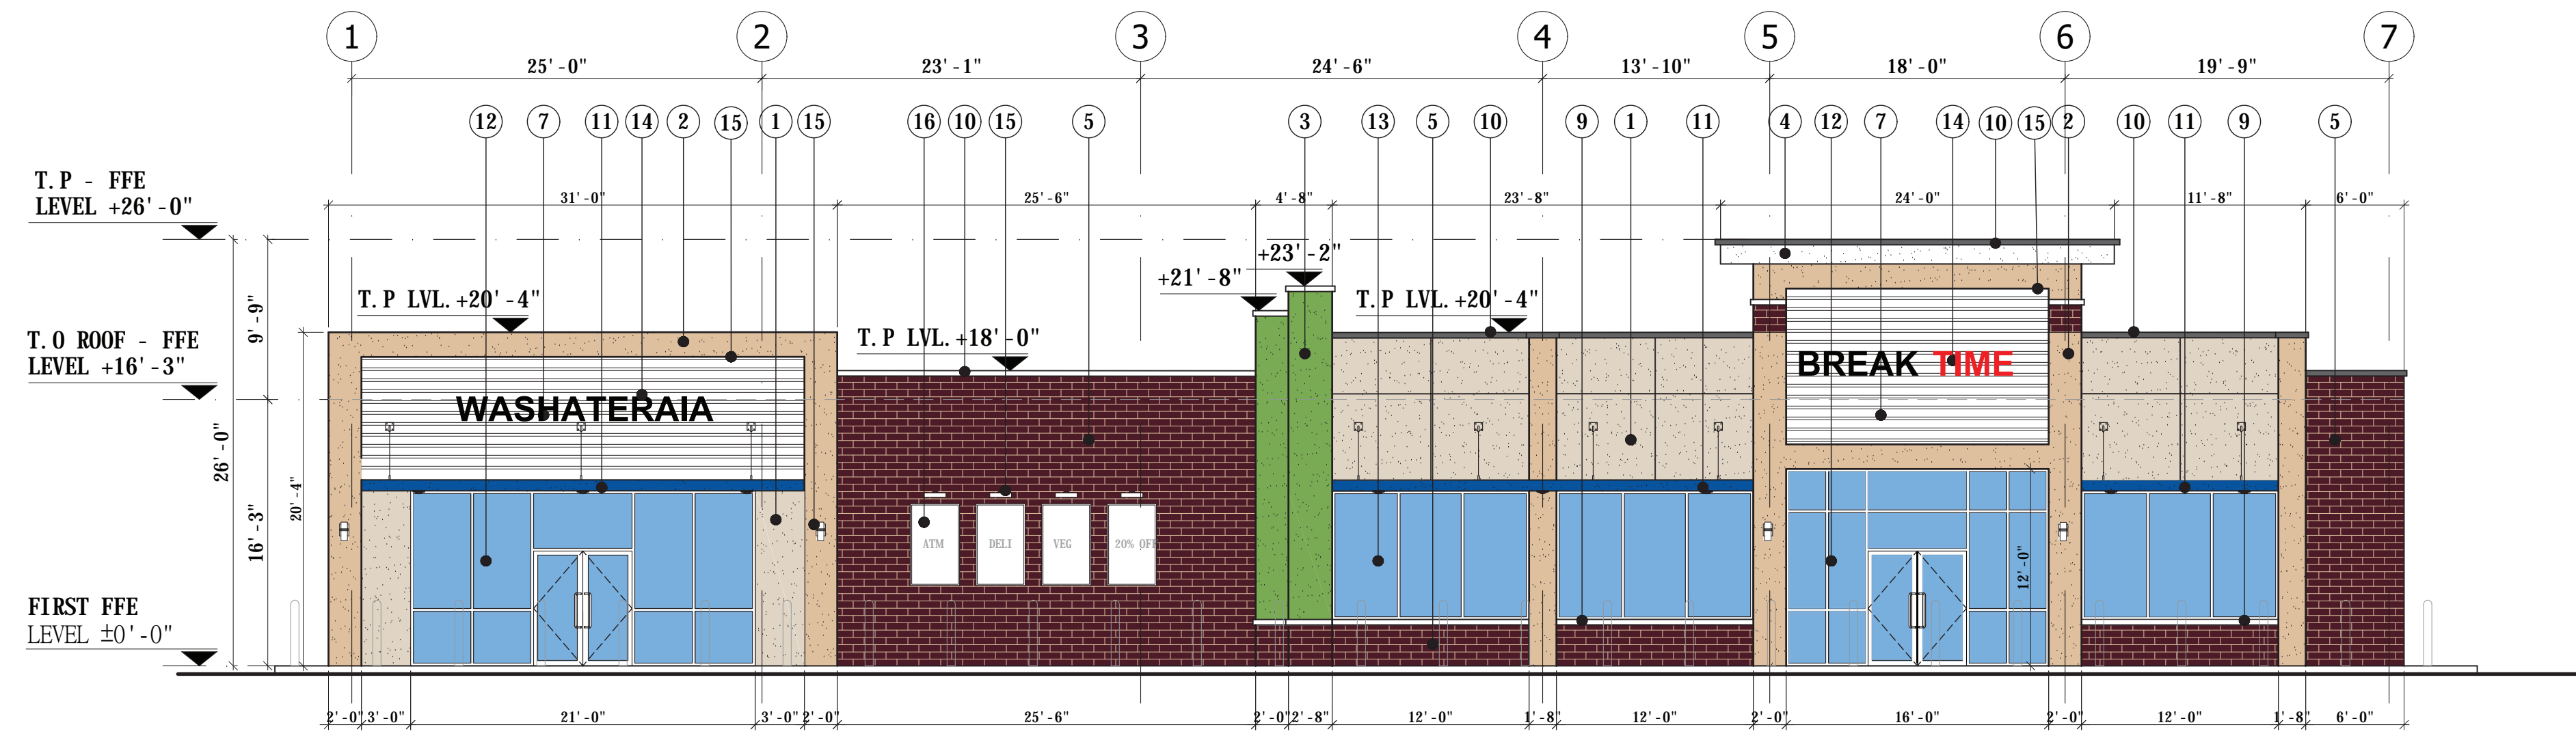 1 2 3 4 5 6 7
25'-0" 23'-1" 24'-6" 13'-10" 18'-0" 19'-9"
12 7 11 14 2 15 1 15 16 10 15 5 3 13 5 10 9 1 11 4 12 7 14 10 15 2 10 11 9 5
T.P - FFE
LEVEL +26'-0"
31'-0" 25'-6" 4'-8" 23'-8" 24'-0" 11'-8" 6'-0"
+23'-2"
+21'-8"
T.P LVL.+20'-4" T.P LVL.+20'-4"
9'-9"
T.O ROOF - FFE
LEVEL +16'-3"
T.P LVL.+18'-0"
BREAK TIME
WASHATERAIA
26'-0"
20'-4"
16'-3"
ATM DELI VEG 20% OFF
12'-0"
FIRST FFE
LEVEL ±0'-0"
2'-0" 3'-0" 21'-0" 3'-0" 2'-0" 25'-6" 2'-0" 2'-8" 12'-0" 1'-8" 12'-0" 2'-0" 16'-0" 2'-0" 12'-0" 1'-8" 6'-0"